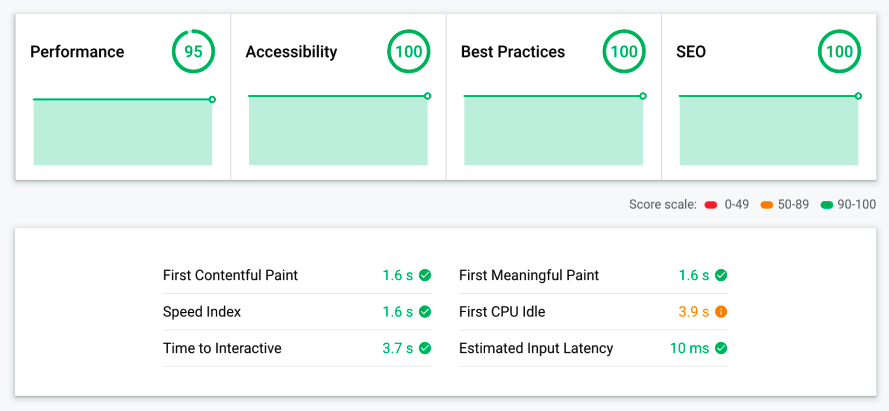 Performance 95 Accessibility 100 Best Practices 100 SEO 100
Score scale: 0-49 50-89 90-100
First Contentful Paint 1.6 s First Meaningful Paint 1.6 s
Speed Index 1.6 s First CPU Idle 3.9 s
Time to Interactive 3.7 s Estimated Input Latency 10 ms